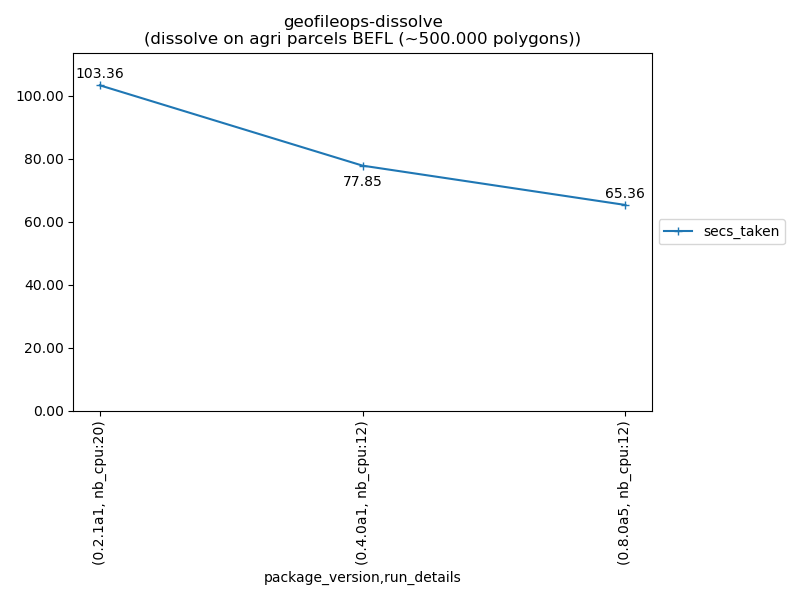 geofileops-dissolve
(dissolve on agri parcels BEFL (~500.000 polygons))
103.36
77.85
65.36
100.00
80.00
60.00
40.00
20.00
0.00
secs_taken
(0.2.1a1, nb_cpu:20)
(0.4.0a1, nb_cpu:12)
(0.8.0a5, nb_cpu:12)
package_version,run_details